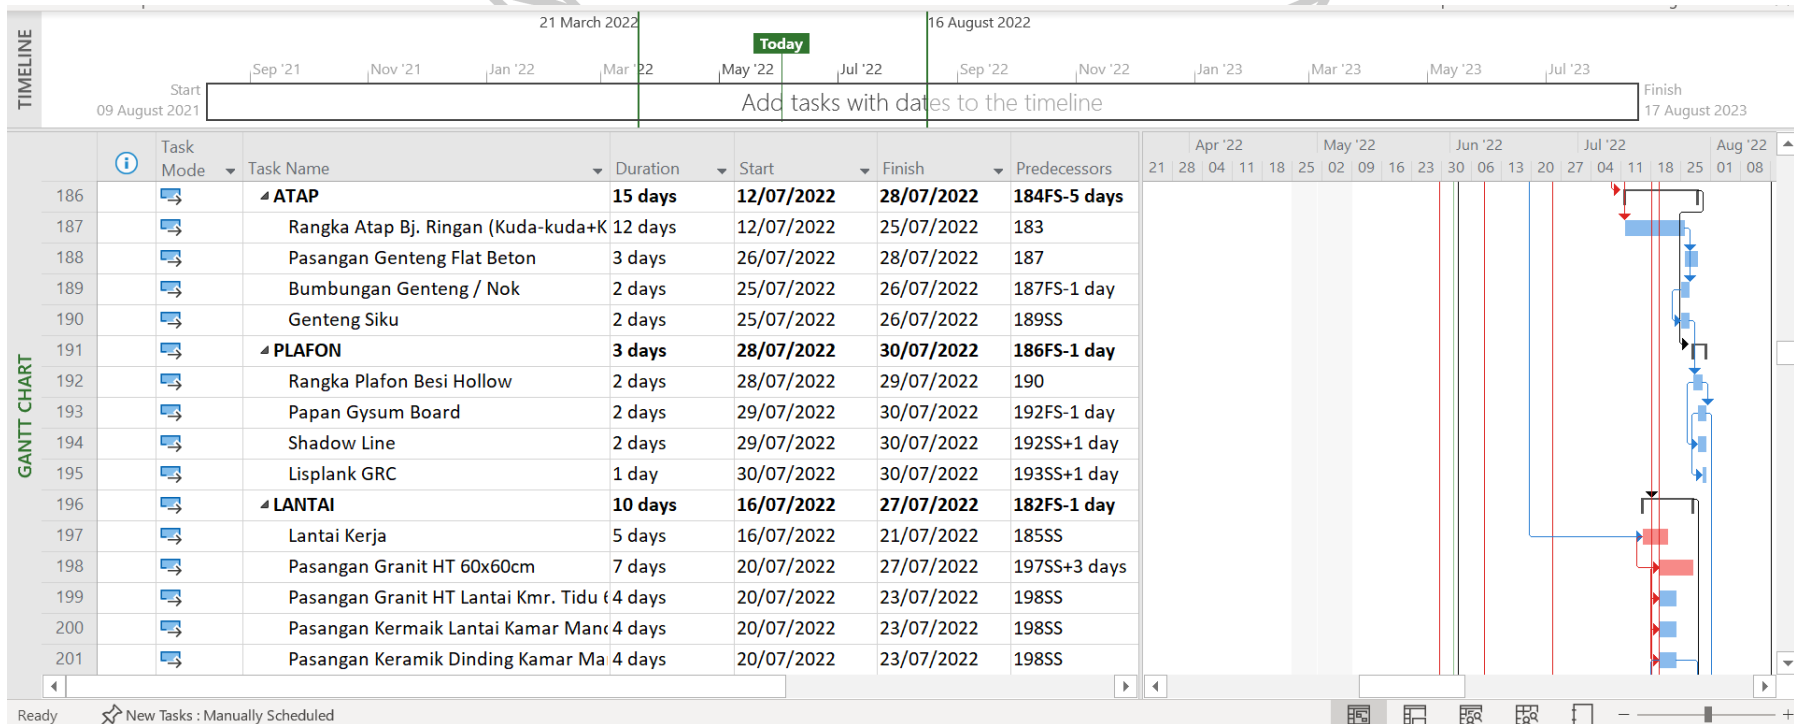 21 March 2022
16 August 2022
Today
TIMELINE
Sep '21 Nov '21 Jan '22 Mar '22 May '22 Jul '22 Sep '22 Nov '22 Jan '23 Mar '23 May '23 Jul '23
Start
09 August 2021
Add tasks with dates to the timeline
Finish
17 August 2023
GANTT CHART
Task Mode Task Name Duration Start Finish Predecessors
Apr '22 May '22 Jun '22 Jul '22 Aug '22
21 28 04 11 18 25 02 09 16 23 30 06 13 20 27 04 11 18 25 01 08
186 ATAP 15 days 12/07/2022 28/07/2022 184FS-5 days
187 Rangka Atap Bj. Ringan (Kuda-kuda+K 12 days 12/07/2022 25/07/2022 183
188 Pasangan Genteng Flat Beton 3 days 26/07/2022 28/07/2022 187
189 Bumbungan Genteng / Nok 2 days 25/07/2022 26/07/2022 187FS-1 day
190 Genteng Siku 2 days 25/07/2022 26/07/2022 189SS
191 PLAFON 3 days 28/07/2022 30/07/2022 186FS-1 day
192 Rangka Plafon Besi Hollow 2 days 28/07/2022 29/07/2022 190
193 Papan Gysum Board 2 days 29/07/2022 30/07/2022 192FS-1 day
194 Shadow Line 2 days 29/07/2022 30/07/2022 192SS+1 day
195 Lisplank GRC 1 day 30/07/2022 30/07/2022 193SS+1 day
196 LANTAI 10 days 16/07/2022 27/07/2022 182FS-1 day
197 Lantai Kerja 5 days 16/07/2022 21/07/2022 185SS
198 Pasangan Granit HT 60x60cm 7 days 20/07/2022 27/07/2022 197SS+3 days
199 Pasangan Granit HT Lantai Kmr. Tidu 4 days 20/07/2022 23/07/2022 198SS
200 Pasangan Kermaik Lantai Kamar Mand 4 days 20/07/2022 23/07/2022 198SS
201 Pasangan Keramik Dinding Kamar Ma 4 days 20/07/2022 23/07/2022 198SS
Ready New Tasks : Manually Scheduled